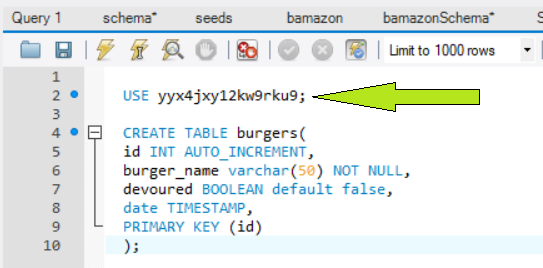 Query 1 schema* seeds bamazon bamazonSchema*
Limit to 1000 rows
1
2 USE yyx4jxy12kw9rku9;
3
4 CREATE TABLE burgers(
5 id INT AUTO_INCREMENT,
6 burger_name varchar(50) NOT NULL,
7 devoured BOOLEAN default false,
8 date TIMESTAMP,
9 PRIMARY KEY (id)
10 );